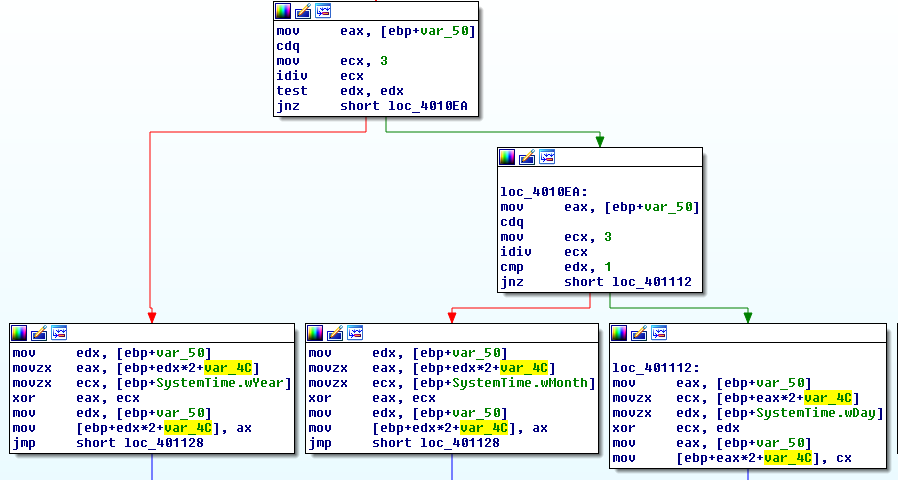 mov eax, [ebp+var_50]
cdq
mov ecx, 3
idiv ecx
test edx, edx
jnz short loc_4010EA
loc_4010EA:
mov eax, [ebp+var_50]
cdq
mov ecx, 3
idiv ecx
cmp edx, 1
jnz short loc_401112
mov edx, [ebp+var_50]
movzx eax, [ebp+edx*2+var_4C]
movzx ecx, [ebp+SystemTime.wYear]
xor eax, ecx
mov edx, [ebp+var_50]
mov [ebp+edx*2+var_4C], ax
jmp short loc_401128
mov edx, [ebp+var_50]
movzx eax, [ebp+edx*2+var_4C]
movzx ecx, [ebp+SystemTime.wMonth]
xor eax, ecx
mov edx, [ebp+var_50]
mov [ebp+edx*2+var_4C], ax
jmp short loc_401128
loc_401112:
mov eax, [ebp+var_50]
movzx ecx, [ebp+eax*2+var_4C]
movzx edx, [ebp+SystemTime.wDay]
xor ecx, edx
mov eax, [ebp+var_50]
mov [ebp+eax*2+var_4C], cx